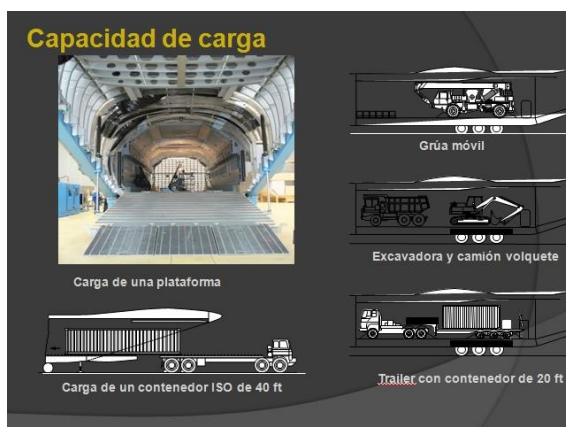 Capacidad de carga
Grúa móvil
Excavadora y camión volquete
Carga de una plataforma
Carga de un contenedor ISO de 40 ft
Trailer con contenedor de 20 ft